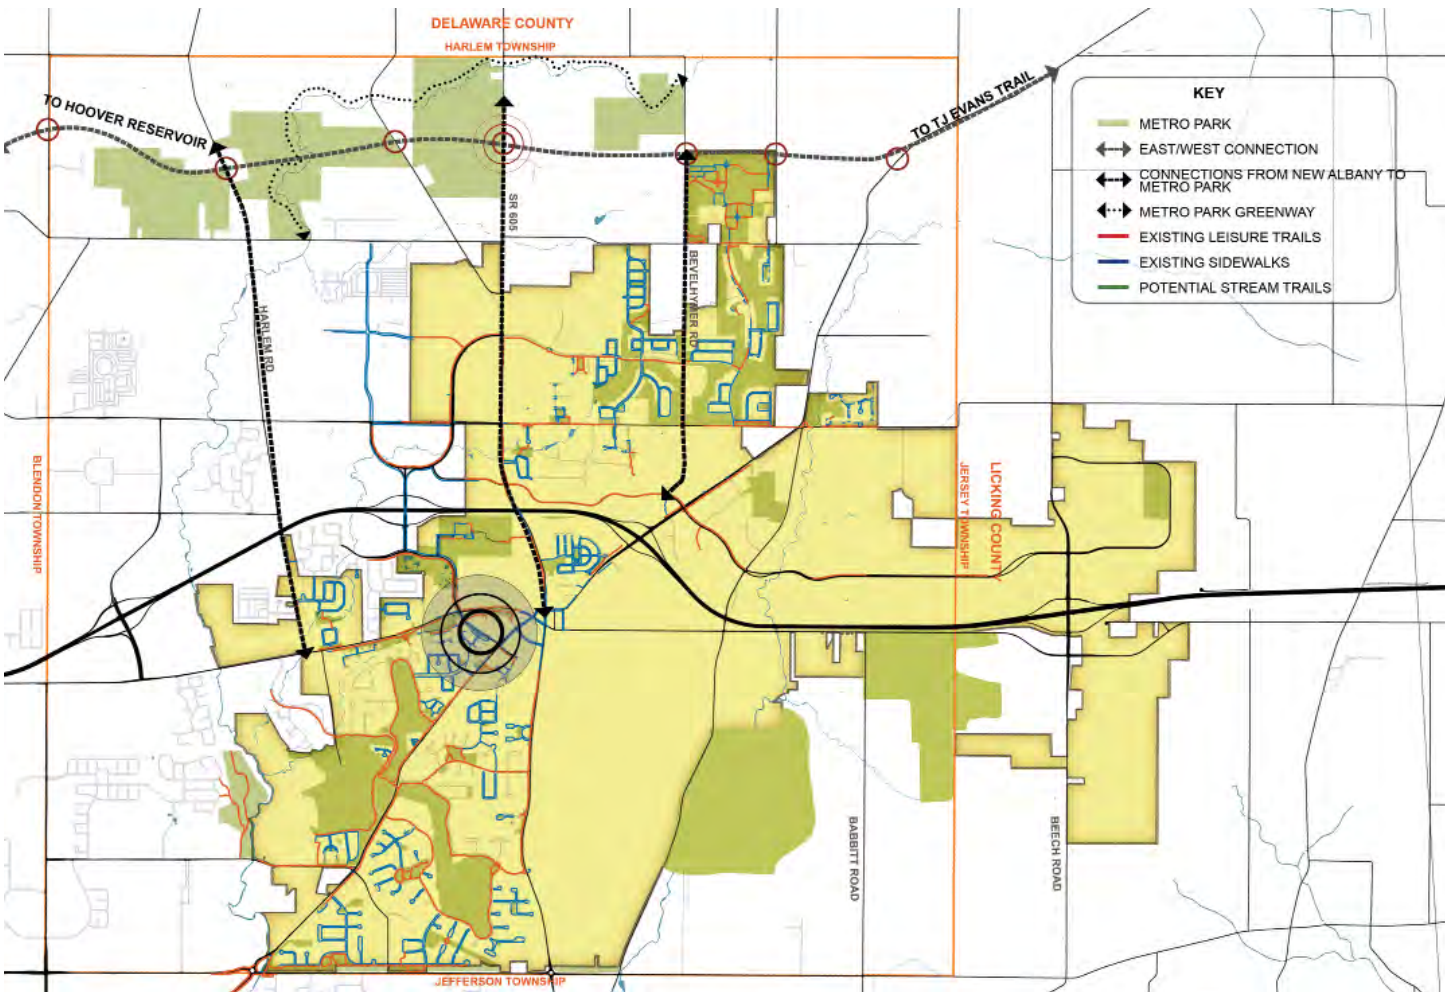 DELAWARE COUNTY
HARLEM TOWNSHIP
TO HOOVER RESERVOIR
TO TJ EVANS TRAIL
KEY
METRO PARK
EAST/WEST CONNECTION
CONNECTIONS FROM NEW ALBANY TO
METRO PARK
METRO PARK GREENWAY
EXISTING LEISURE TRAILS
EXISTING SIDEWALKS
POTENTIAL STREAM TRAILS
SR 605
BEVELHYMER RD
HARLEM RD
BLENDON TOWNSHIP
JERSEY TOWNSHIP
LICKING COUNTY
BABBITT ROAD
BEECH ROAD
JEFFERSON TOWNSHIP